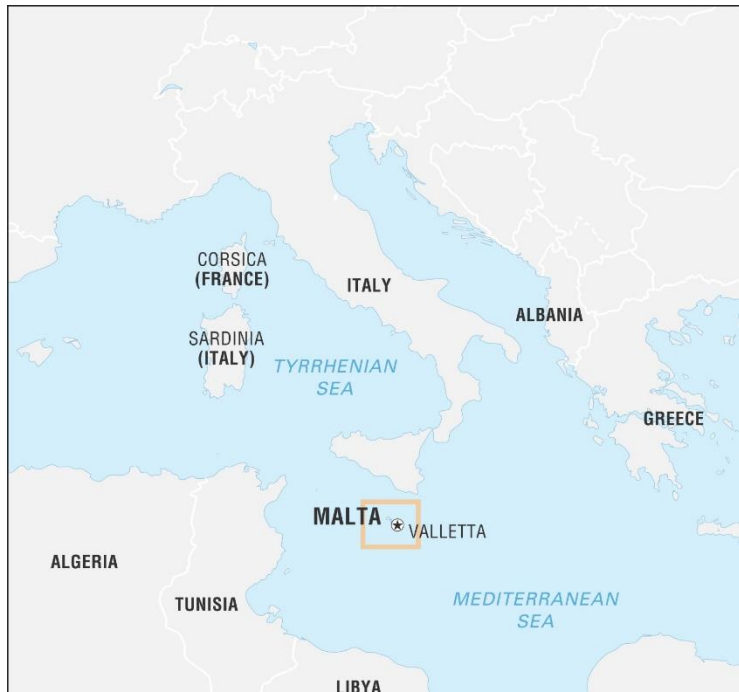 CORSICA
(FRANCE)
ITALY
ALBANIA
SARDINIA
(ITALY)
TYRRHENIAN
SEA
GREECE
MALTA
VALLETTA
ALGERIA
TUNISIA
MEDITERRANEAN
SEA
LIBYA